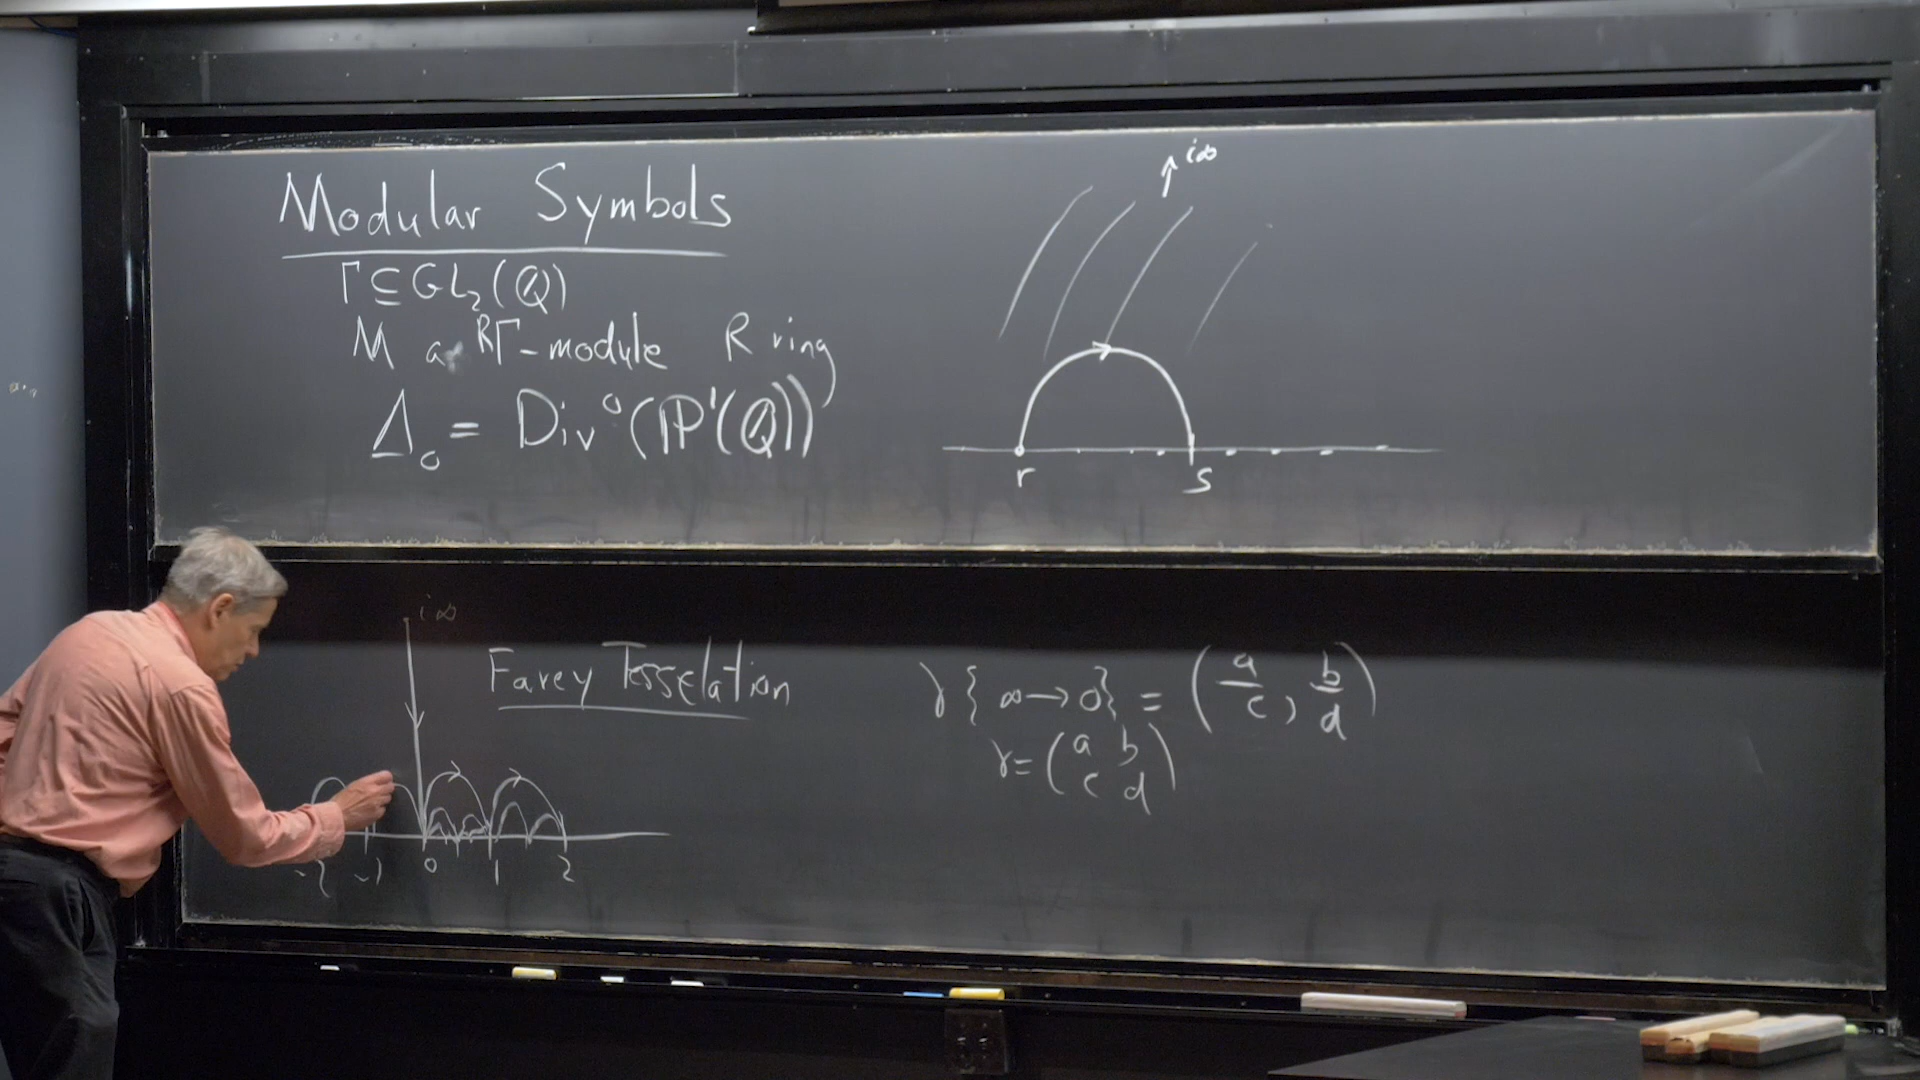 Modular Symbols
Γ ⊆ GL₂(ℚ)
M a RΓ-module R ring
Δ₀ = Div⁰(ℙ¹(ℚ))
i∞
r s
i∞
Farey Tesselation
-2 -1 0 1 2
γ{∞→0} = (a/c, b/d)
γ = (a b
c d)